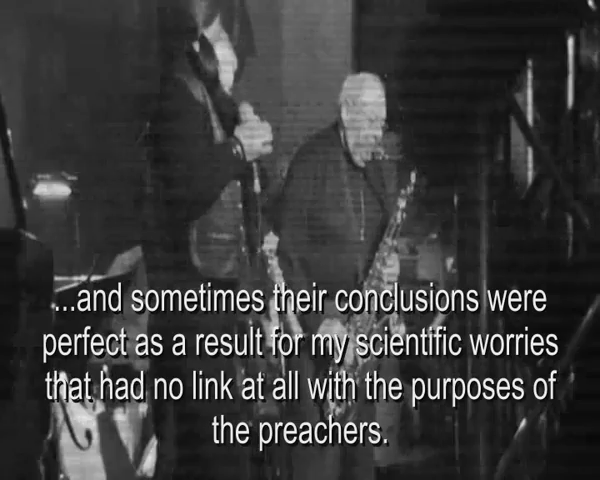 ...and sometimes their conclusions were
perfect as a result for my scientific worries
that had no link at all with the purposes of
the preachers.